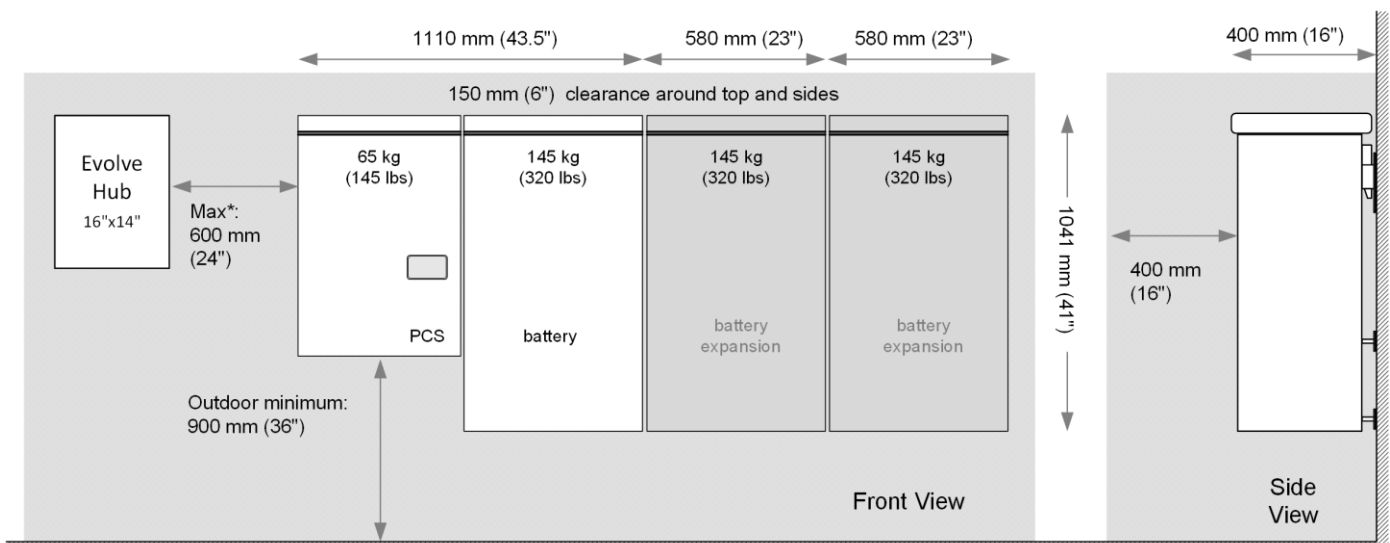 1110 mm (43.5")
580 mm (23")
580 mm (23")
400 mm (16")
150 mm (6") clearance around top and sides
Evolve
Hub
16"x14"
Max*:
600 mm
(24")
65 kg
(145 lbs)
PCS
145 kg
(320 lbs)
battery
145 kg
(320 lbs)
battery
expansion
145 kg
(320 lbs)
battery
expansion
1041 mm (41")
400 mm
(16")
Outdoor minimum:
900 mm (36")
Front View
Side
View